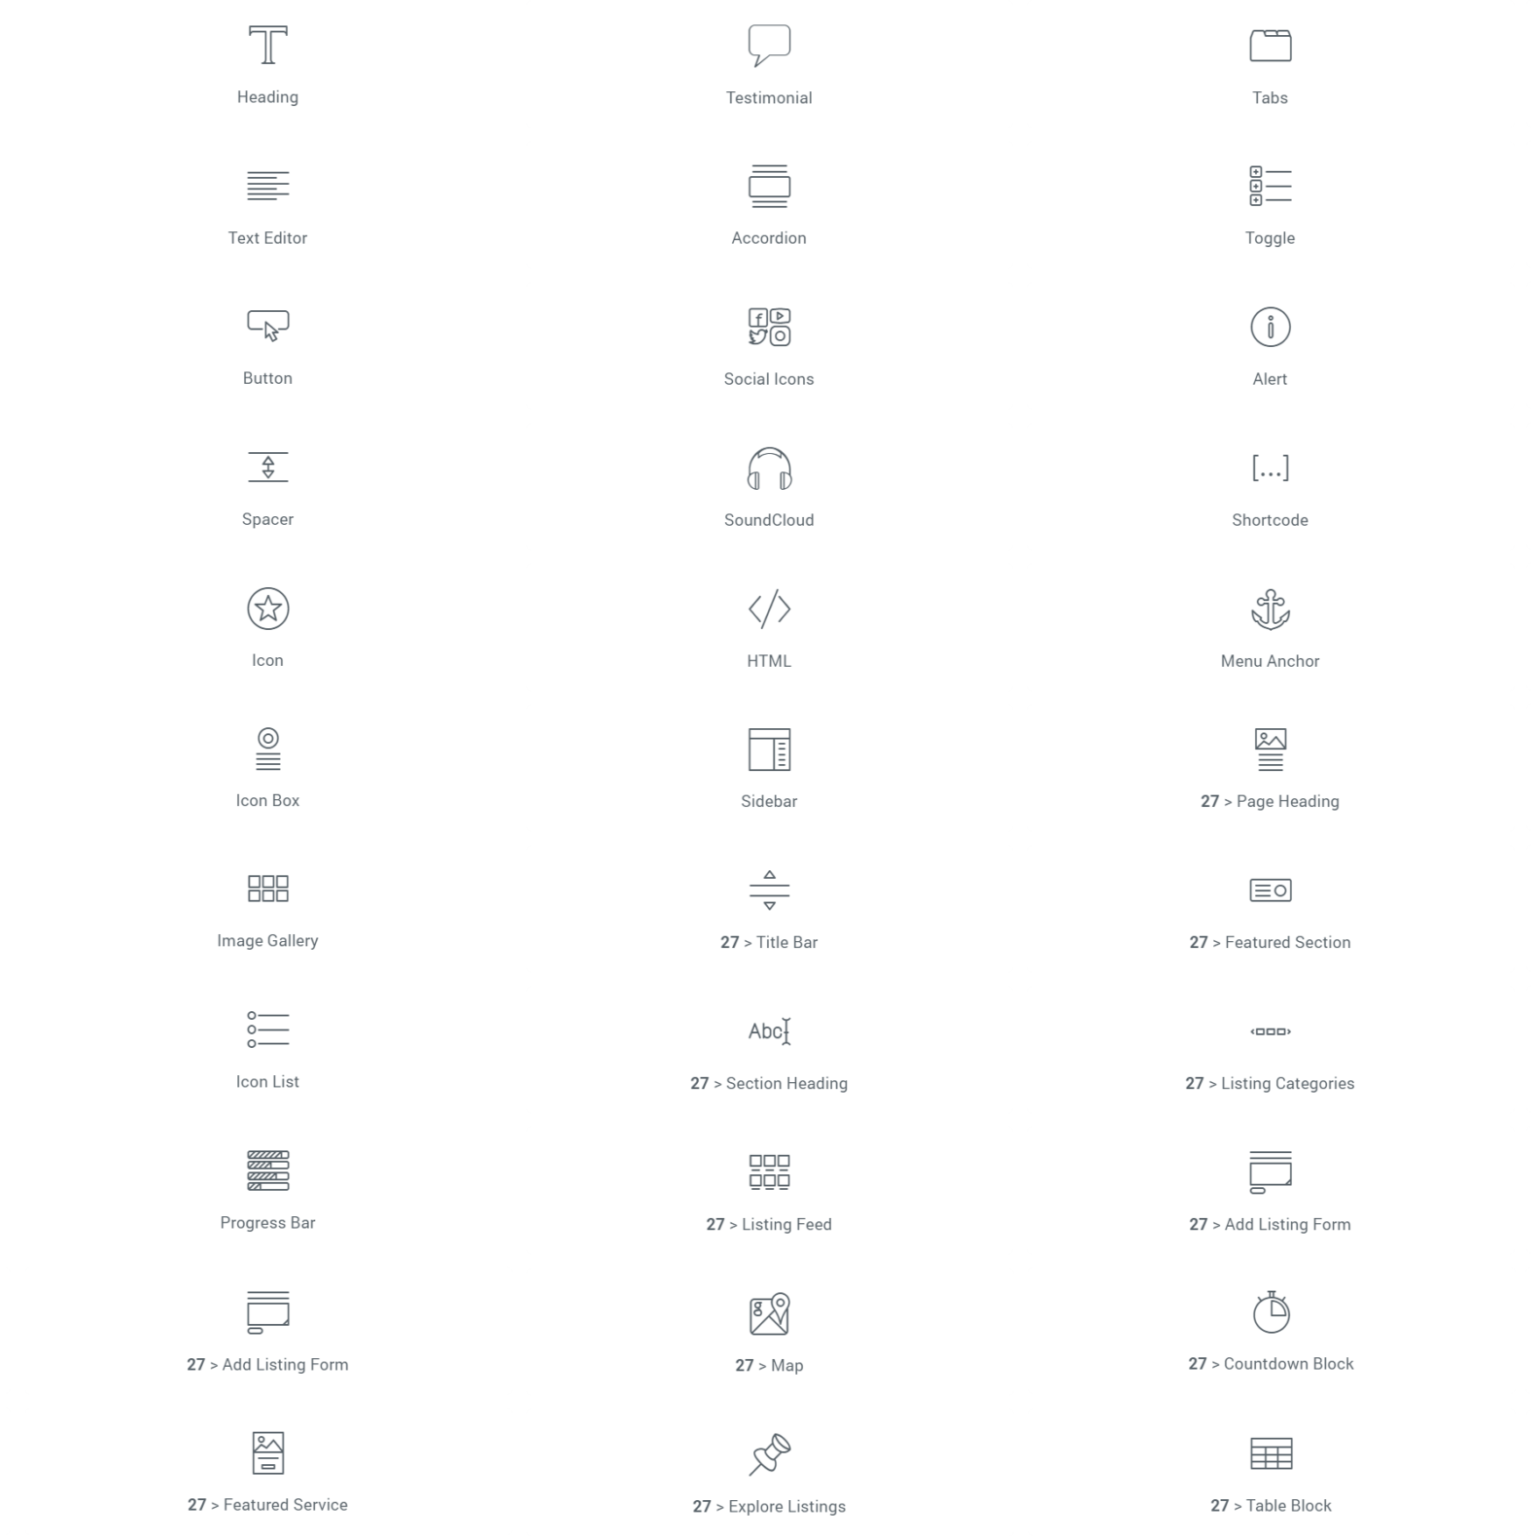 Heading
Testimonial
Tabs
Text Editor
Accordion
Toggle
Button
Social Icons
Alert
Spacer
SoundCloud
[...]
Shortcode
Icon
</>
HTML
Menu Anchor
Icon Box
Sidebar
27 > Page Heading
Image Gallery
27 > Title Bar
27 > Featured Section
Icon List
Abc
27 > Section Heading
27 > Listing Categories
Progress Bar
27 > Listing Feed
27 > Add Listing Form
27 > Add Listing Form
27 > Map
27 > Countdown Block
27 > Featured Service
27 > Explore Listings
27 > Table Block